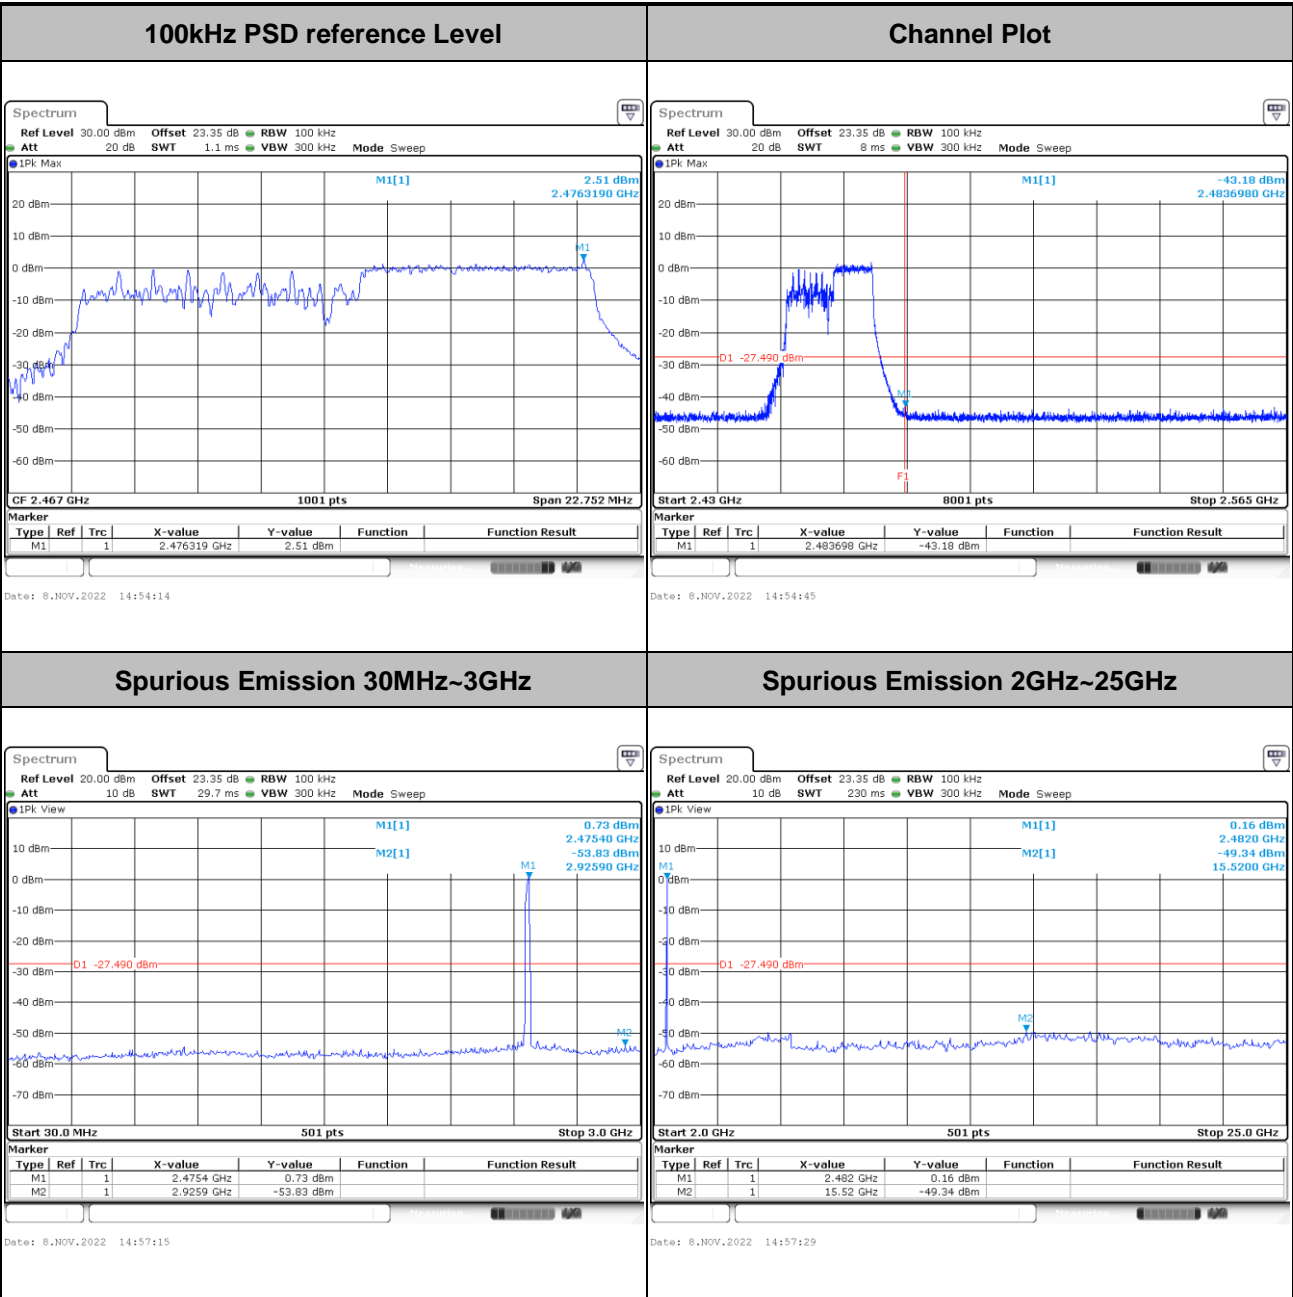 100kHz PSD reference Level
Spectrum
Ref Level 30.00 dBm Offset 23.35 dB RBW 100 kHz
Att 20 dB SWT 1.1 ms VBW 300 kHz Mode Sweep
1Pk Max
M1[1] 2.51 dBm
2.4763190 GHz
20 dBm
10 dBm
M1
0 dBm
-10 dBm
-20 dBm
-30 dBm
-40 dBm
-50 dBm
-60 dBm
CF 2.467 GHz 1001 pts Span 22.752 MHz
Marker
Type Ref Trc X-value Y-value Function Function Result
M1 1 2.476319 GHz 2.51 dBm
Measuring
Date: 8.NOV.2022 14:54:14
Channel Plot
Spectrum
Ref Level 30.00 dBm Offset 23.35 dB RBW 100 kHz
Att 20 dB SWT 8 ms VBW 300 kHz Mode Sweep
1Pk Max
M1[1] -43.18 dBm
2.4836980 GHz
20 dBm
10 dBm
0 dBm
-10 dBm
-20 dBm
D1 -27.490 dBm
-30 dBm
-40 dBm
M1
-50 dBm
-60 dBm
F1
Start 2.43 GHz 8001 pts Stop 2.565 GHz
Marker
Type Ref Trc X-value Y-value Function Function Result
M1 1 2.483698 GHz -43.18 dBm
Measuring
Date: 8.NOV.2022 14:54:45
Spurious Emission 30MHz~3GHz
Spectrum
Ref Level 20.00 dBm Offset 23.35 dB RBW 100 kHz
Att 10 dB SWT 29.7 ms VBW 300 kHz Mode Sweep
1Pk View
M1[1] 0.73 dBm
2.47540 GHz
10 dBm
M2[1] -53.83 dBm
2.92590 GHz
M1
0 dBm
-10 dBm
-20 dBm
D1 -27.490 dBm
-30 dBm
-40 dBm
-50 dBm
M2
-60 dBm
-70 dBm
Start 30.0 MHz 501 pts Stop 3.0 GHz
Marker
Type Ref Trc X-value Y-value Function Function Result
M1 1 2.4754 GHz 0.73 dBm
M2 1 2.9259 GHz -53.83 dBm
Measuring
Date: 8.NOV.2022 14:57:15
Spurious Emission 2GHz~25GHz
Spectrum
Ref Level 20.00 dBm Offset 23.35 dB RBW 100 kHz
Att 10 dB SWT 230 ms VBW 300 kHz Mode Sweep
1Pk View
M1[1] 0.16 dBm
2.4820 GHz
10 dBm
M2[1] -49.34 dBm
15.5200 GHz
M1
0 dBm
-10 dBm
-20 dBm
D1 -27.490 dBm
-30 dBm
-40 dBm
M2
-50 dBm
-60 dBm
-70 dBm
Start 2.0 GHz 501 pts Stop 25.0 GHz
Marker
Type Ref Trc X-value Y-value Function Function Result
M1 1 2.482 GHz 0.16 dBm
M2 1 15.52 GHz -49.34 dBm
Measuring
Date: 8.NOV.2022 14:57:29